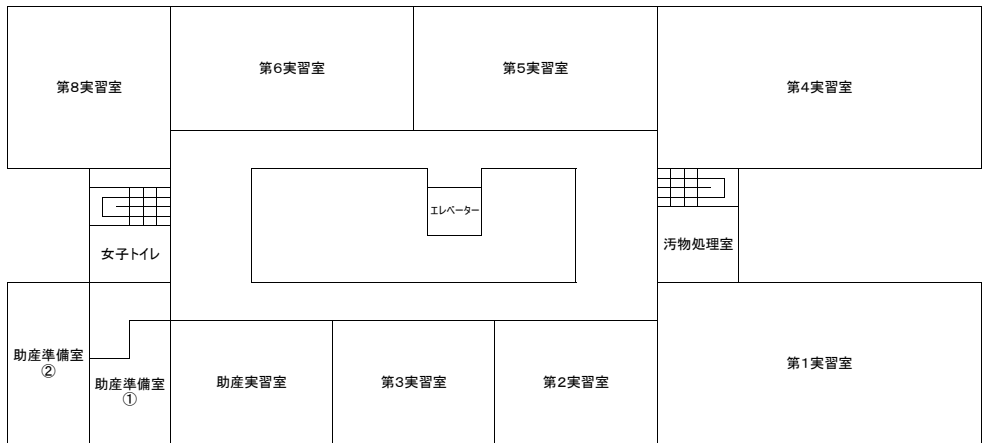 第8実習室
第6実習室
第5実習室
第4実習室
エレベーター
女子トイレ
汚物処理室
助産準備室
②
助産準備室
①
助産実習室
第3実習室
第2実習室
第1実習室